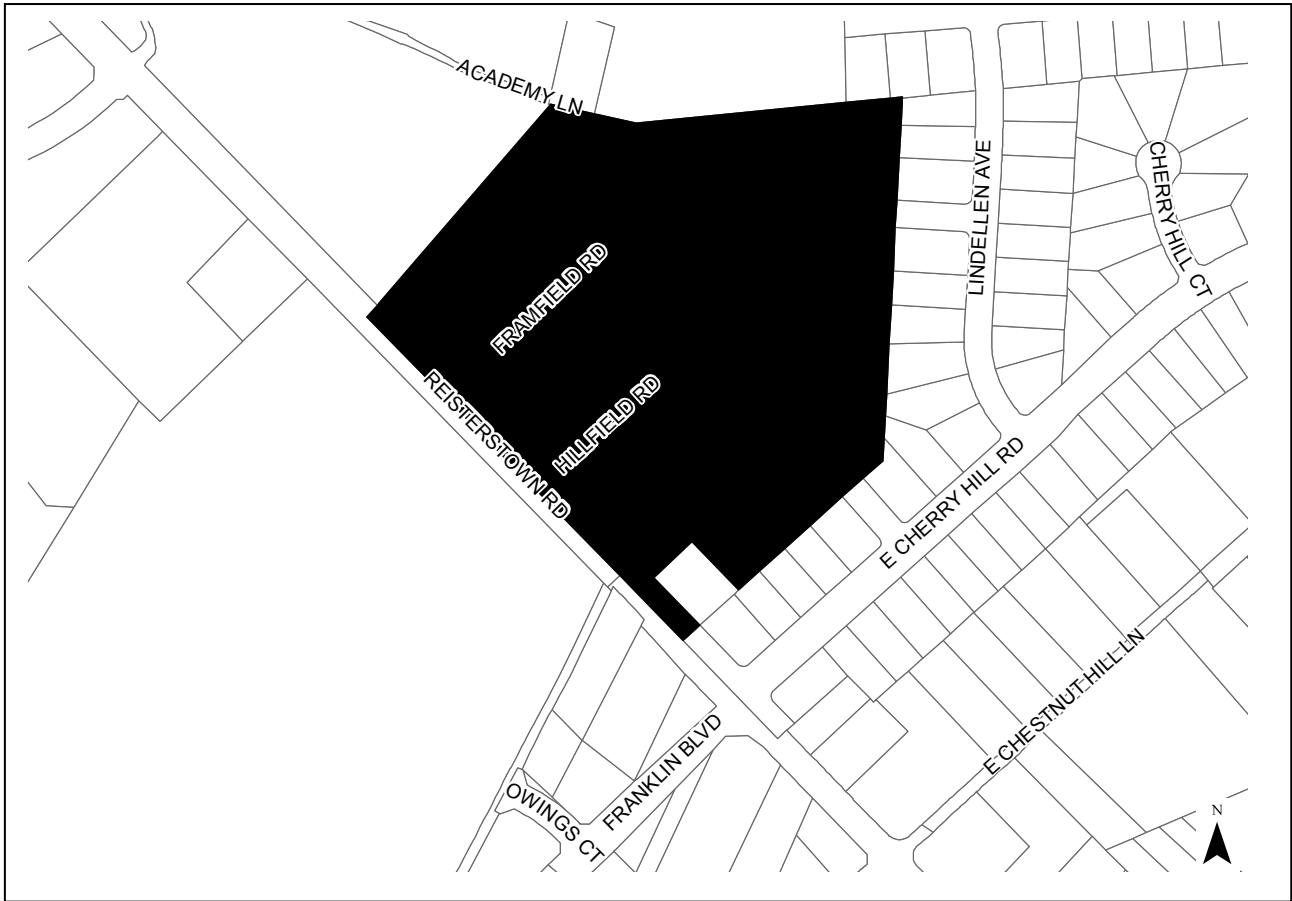 ACADEMY LN
LINDELLEN AVE
CHERRY HILL CT
FRAMFIELD RD
HILLFIELD RD
REISTERSTOWN RD
E CHERRY HILL RD
E CHESTNUT HILL LN
FRANKLIN BLVD
OWINGS CT
N